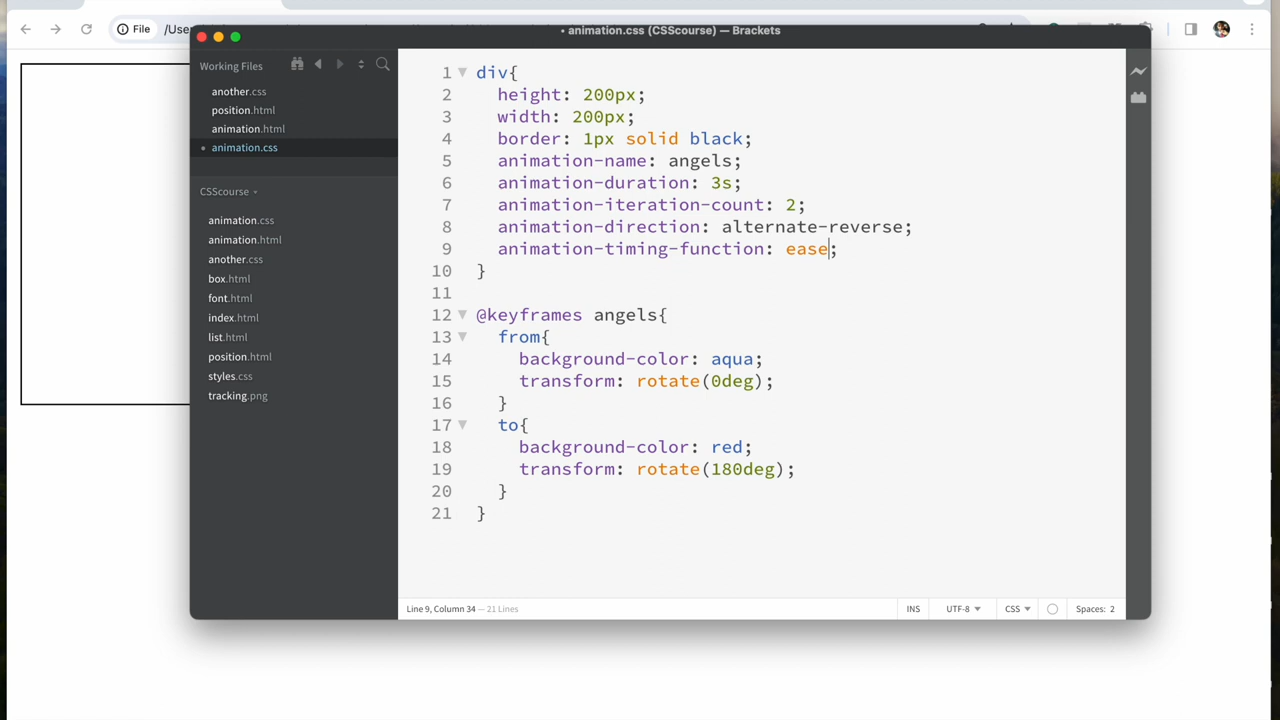 File /User
• animation.css (CSScourse) — Brackets
Working Files
another.css
position.html
animation.html
• animation.css
CSScourse
animation.css
animation.html
another.css
box.html
font.html
index.html
list.html
position.html
styles.css
tracking.png
1 div{
2 height: 200px;
3 width: 200px;
4 border: 1px solid black;
5 animation-name: angels;
6 animation-duration: 3s;
7 animation-iteration-count: 2;
8 animation-direction: alternate-reverse;
9 animation-timing-function: ease;
10 }
11
12 @keyframes angels{
13 from{
14 background-color: aqua;
15 transform: rotate(0deg);
16 }
17 to{
18 background-color: red;
19 transform: rotate(180deg);
20 }
21 }
Line 9, Column 34 — 21 Lines
INS UTF-8 CSS Spaces: 2